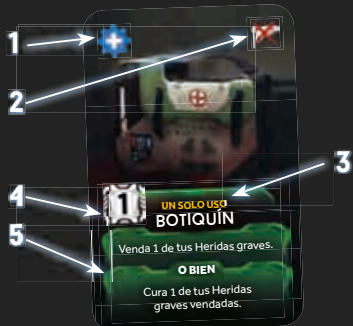 1
2
3
4
1
UN SOLO USO
BOTIQUÍN
5
Venda 1 de tus Heridas graves.
O BIEN
Cura 1 de tus Heridas
graves vendadas.